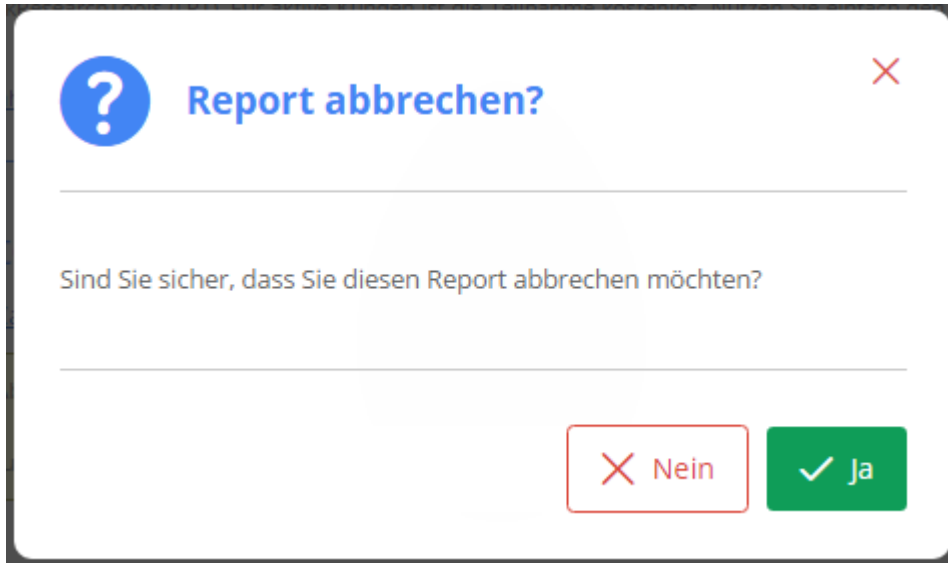 Report abbrechen?
Sind Sie sicher, dass Sie diesen Report abbrechen möchten?
Nein
Ja